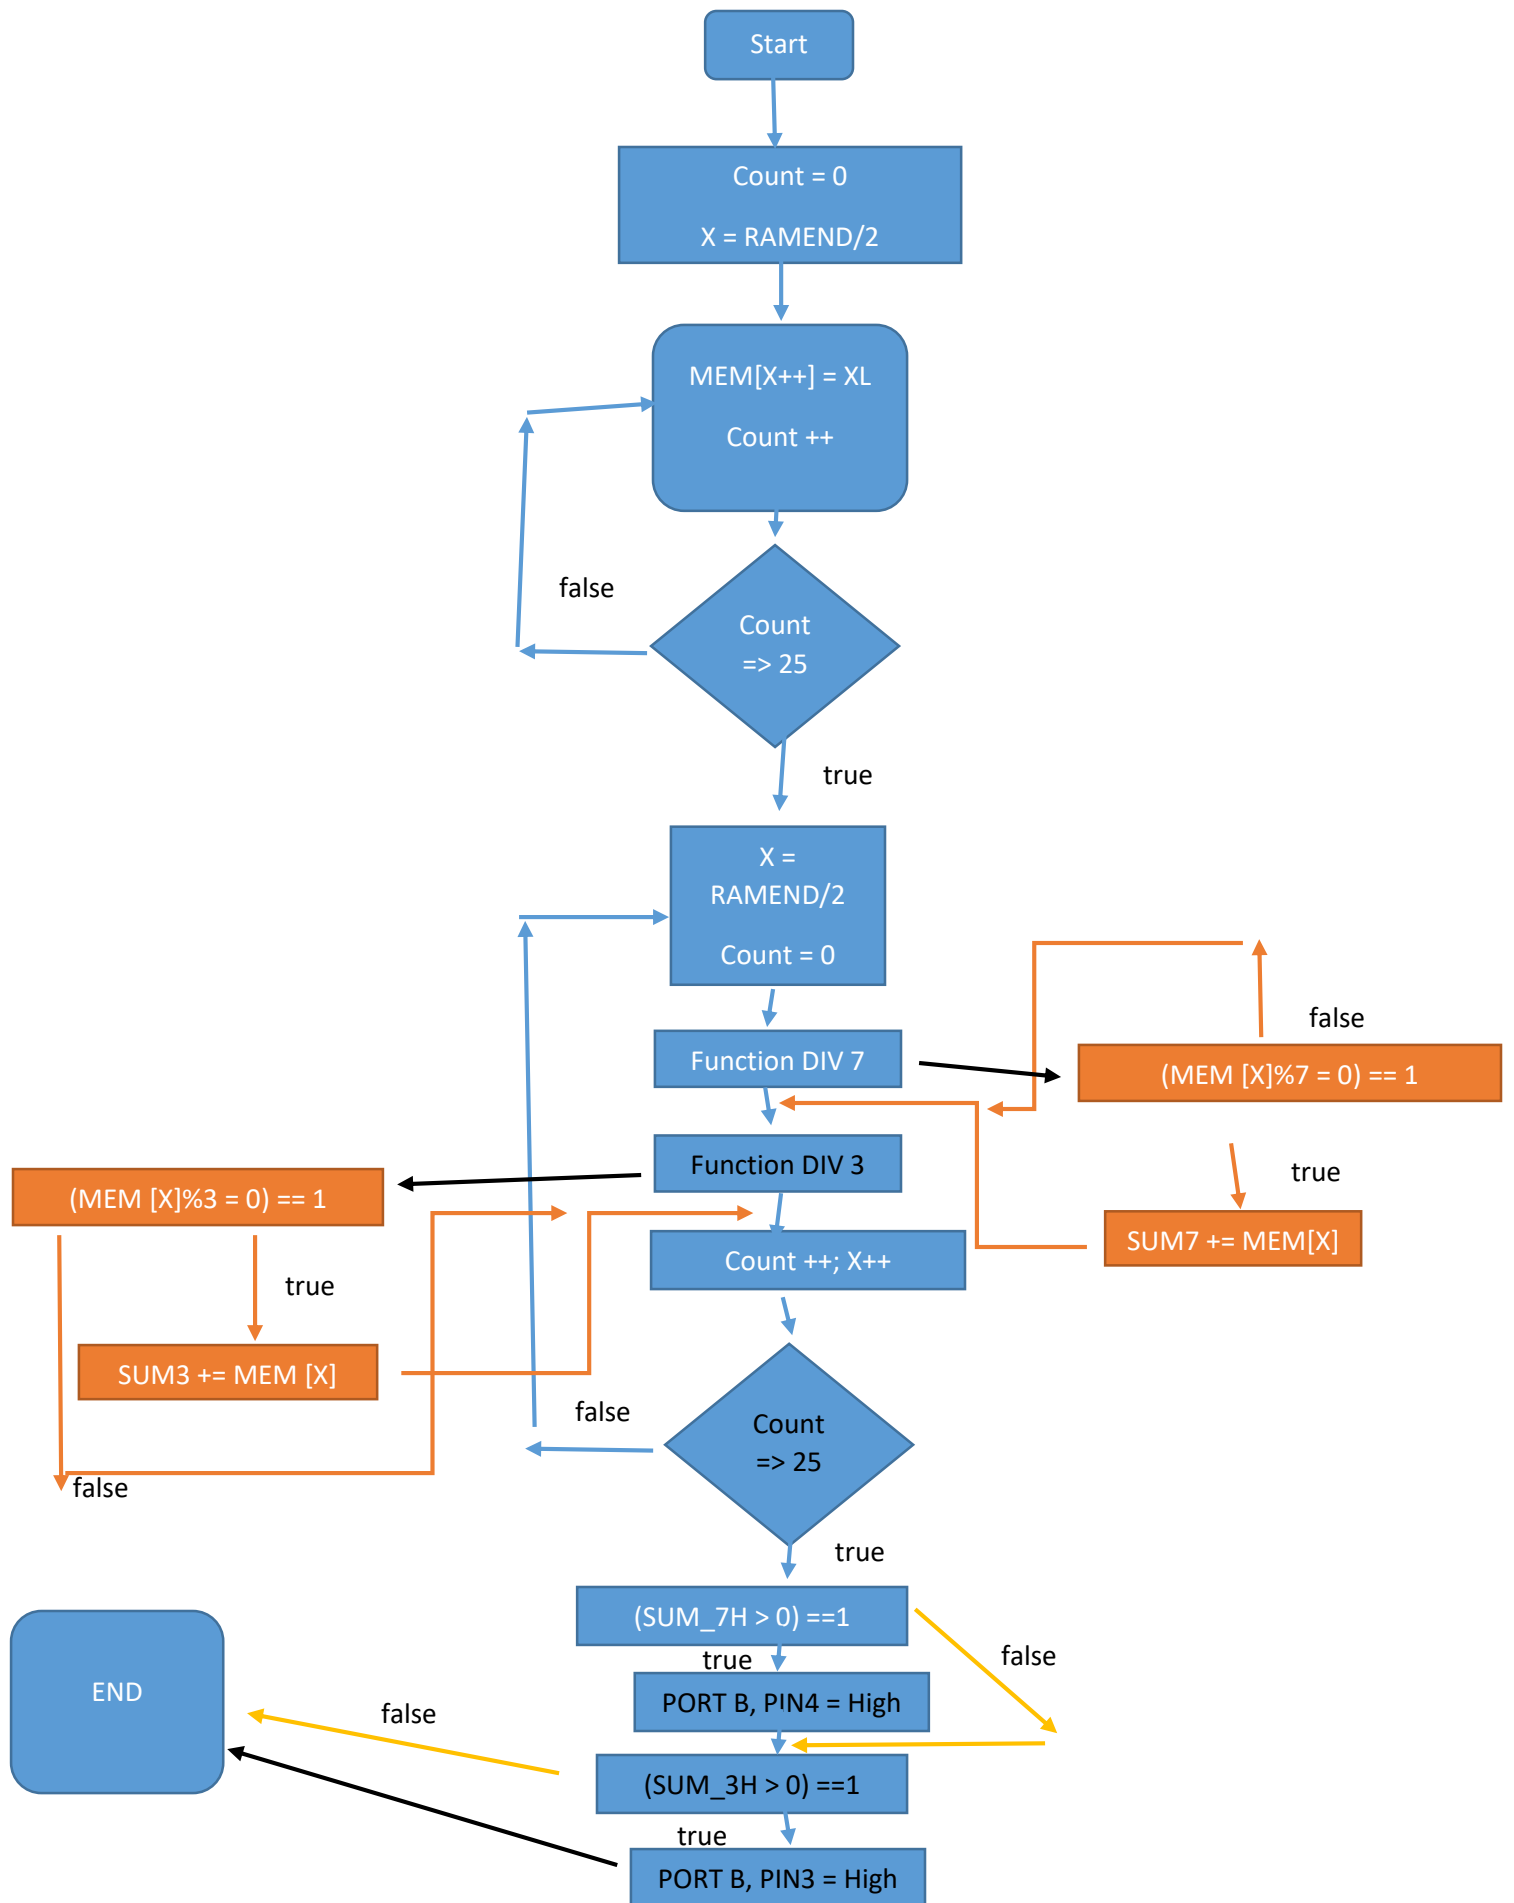 Start
Count = 0
X = RAMEND/2
MEM[X++] = XL
Count ++
false
Count
=> 25
true
X =
RAMEND/2
Count = 0
false
Function DIV 7
(MEM [X]%7 = 0) == 1
Function DIV 3
true
(MEM [X]%3 = 0) == 1
SUM7 += MEM[X]
Count ++; X++
true
SUM3 += MEM [X]
false
Count
=> 25
false
true
(SUM_7H > 0) ==1
true
false
END
PORT B, PIN4 = High
false
(SUM_3H > 0) ==1
true
PORT B, PIN3 = High